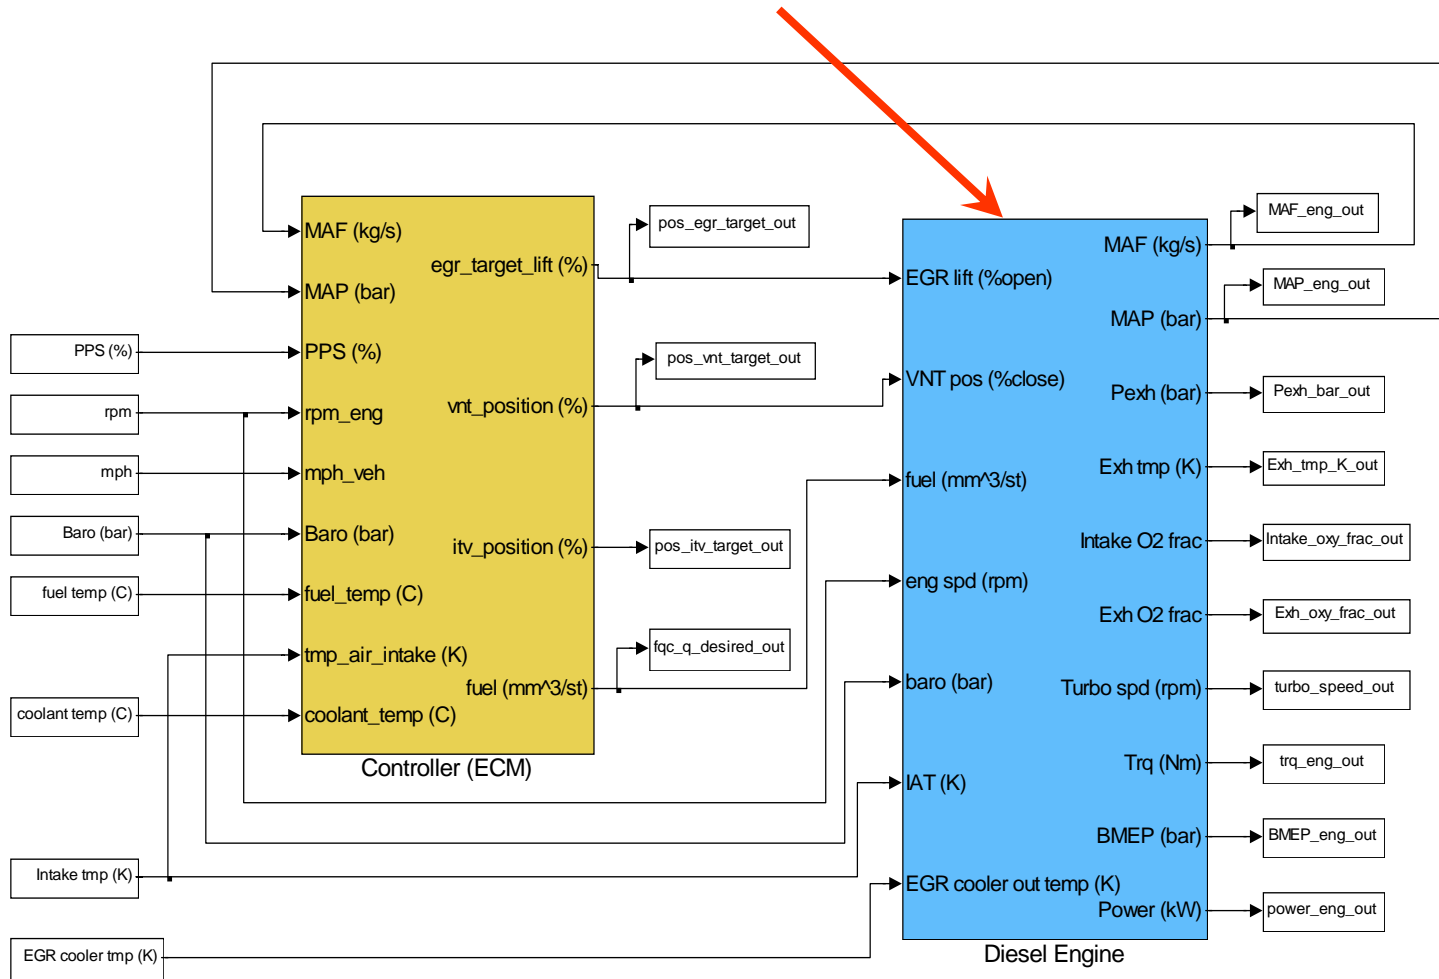 PPS (%)
rpm
mph
Baro (bar)
fuel temp (C)
coolant temp (C)
Intake tmp (K)
EGR cooler tmp (K)
MAF (kg/s)
MAP (bar)
PPS (%)
rpm_eng
mph_veh
Baro (bar)
fuel_temp (C)
tmp_air_intake (K)
coolant_temp (C)
egr_target_lift (%)
vnt_position (%)
itv_position (%)
fuel (mm^3/st)
Controller (ECM)
pos_egr_target_out
pos_vnt_target_out
pos_itv_target_out
fqc_q_desired_out
EGR lift (%open)
VNT pos (%close)
fuel (mm^3/st)
eng spd (rpm)
baro (bar)
IAT (K)
EGR cooler out temp (K)
MAF (kg/s)
MAP (bar)
Pexh (bar)
Exh tmp (K)
Intake O2 frac
Exh O2 frac
Turbo spd (rpm)
Trq (Nm)
BMEP (bar)
Power (kW)
Diesel Engine
MAF_eng_out
MAP_eng_out
Pexh_bar_out
Exh_tmp_K_out
Intake_oxy_frac_out
Exh_oxy_frac_out
turbo_speed_out
trq_eng_out
BMEP_eng_out
power_eng_out